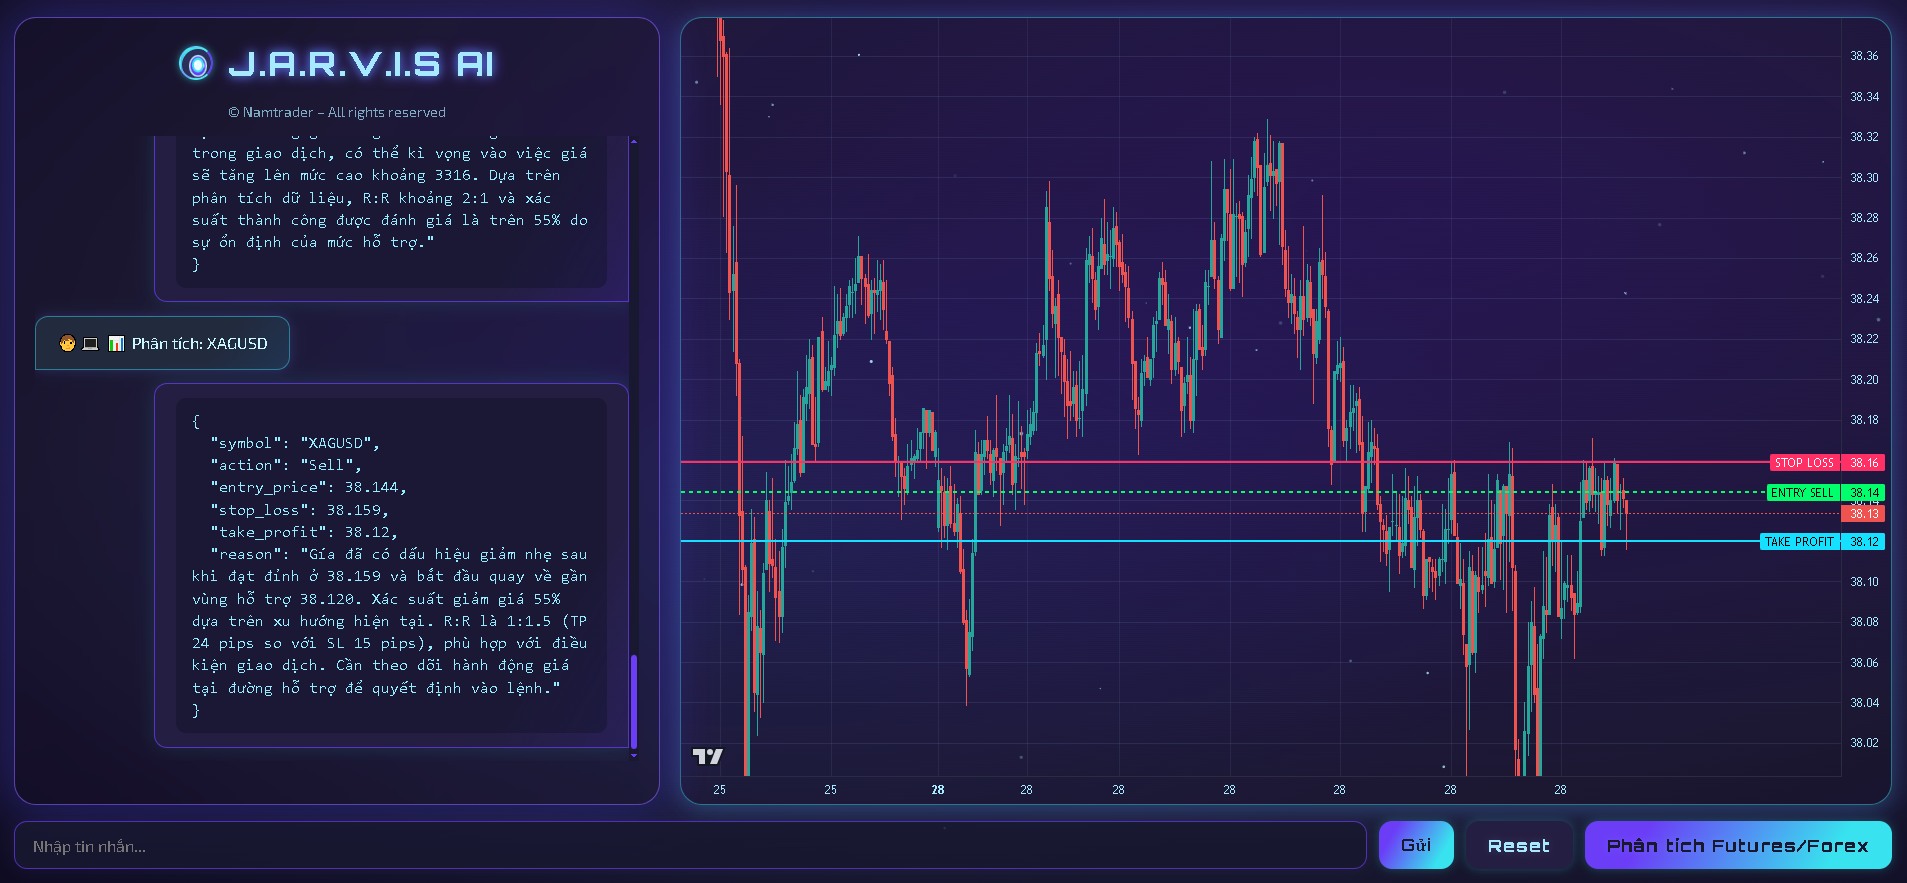 J.A.R.V.I.S AI
© Namtrader – All rights reserved
trong giao dịch, có thể kì vọng vào việc giá
sẽ tăng lên mức cao khoảng 3316. Dựa trên
phân tích dữ liệu, R:R khoảng 2:1 và xác
suất thành công được đánh giá là trên 55% do
sự ổn định của mức hỗ trợ."
}
Phân tích: XAGUSD
{
"symbol": "XAGUSD",
"action": "Sell",
"entry_price": 38.144,
"stop_loss": 38.159,
"take_profit": 38.12,
"reason": "Gía đã có dấu hiệu giảm nhẹ sau
khi đạt đỉnh ở 38.159 và bắt đầu quay về gần
vùng hỗ trợ 38.120. Xác suất giảm giá 55%
dựa trên xu hướng hiện tại. R:R là 1:1.5 (TP
24 pips so với SL 15 pips), phù hợp với điều
kiện giao dịch. Cần theo dõi hành động giá
tại đường hỗ trợ để quyết định vào lệnh."
}
38.36
38.34
38.32
38.30
38.28
38.26
38.24
38.22
38.20
38.18
STOP LOSS 38.16
ENTRY SELL 38.14
38.13
TAKE PROFIT 38.12
38.10
38.08
38.06
38.04
38.02
25 25 28 28 28 28 28 28 28
Nhập tin nhắn...
Gửi
Reset
Phân tích Futures/Forex